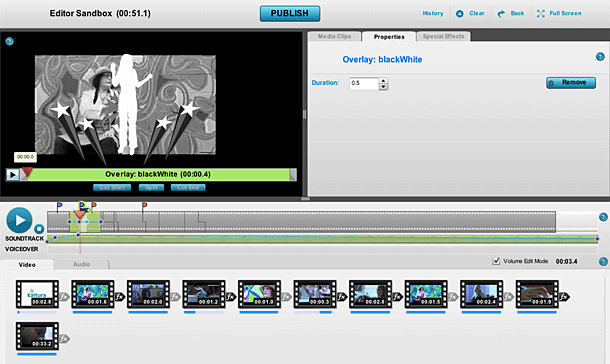 Editor Sandbox (00:51.1)
PUBLISH
History
Clear
Back
Full Screen
Media Clips
Properties
Special Effects
Overlay: blackWhite
Duration:
0.5
Remove
00:00.0
Overlay: blackWhite (00:00.4)
Cut Start
Split
Cut End
SOUNDTRACK
VOICEOVER
Volume Edit Mode
00:03.4
Video
Audio
Kaltura
00:02.6
00:01.8
00:02.0
00:01.2
00:01.0
00:00.3
00:02.8
00:01.5
00:01.4
00:01.9
00:33.2